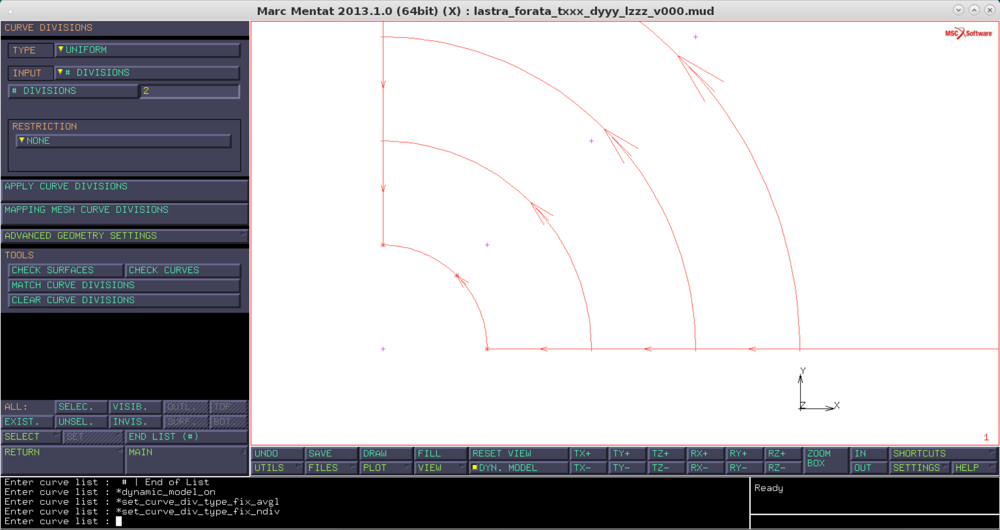 Marc Mentat 2013.1.0 (64bit) (X) : lastra_forata_txxx_dyyy_lzzz_v000.mud
CURVE DIVISIONS
TYPE UNIFORM
INPUT # DIVISIONS
# DIVISIONS 2
RESTRICTION
NONE
APPLY CURVE DIVISIONS
MAPPING MESH CURVE DIVISIONS
ADVANCED GEOMETRY SETTINGS
TOOLS
CHECK SURFACES CHECK CURVES
MATCH CURVE DIVISIONS
CLEAR CURVE DIVISIONS
ALL: SELEC. VISIB. OUTL. TOP
EXIST. UNSEL. INVIS. SURF. BOT.
SELECT SET END LIST (#)
RETURN MAIN
MSC Software
Y
Z X
1
UNDO SAVE DRAW FILL RESET VIEW TX+ TY+ TZ+ RX+ RY+ RZ+ ZOOM BOX IN SHORTCUTS
UTILS FILES PLOT VIEW DYN. MODEL TX- TY- TZ- RX- RY- RZ- OUT SETTINGS HELP
Enter curve list : # | End of List
Enter curve list : *dynamic_model_on
Enter curve list : *set_curve_div_type_fix_avgl
Enter curve list : *set_curve_div_type_fix_ndiv
Enter curve list :
Ready